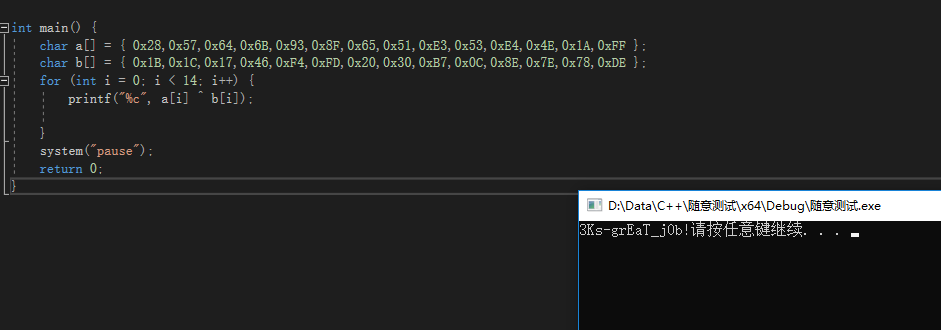 int main() {
char a[] = { 0x28,0x57,0x64,0x6B,0x93,0x8F,0x65,0x51,0xE3,0x53,0xE4,0x4E,0x1A,0xFF };
char b[] = { 0x1B,0x1C,0x17,0x46,0xF4,0xFD,0x20,0x30,0xB7,0x0C,0x8E,0x7E,0x78,0xDE };
for (int i = 0; i < 14; i++) {
printf("%c", a[i] ^ b[i]);
}
system("pause");
return 0;
}
D:\Data\C++\随意测试\x64\Debug\随意测试.exe
3Ks-grEaT_j0b!请按任意键继续. . .